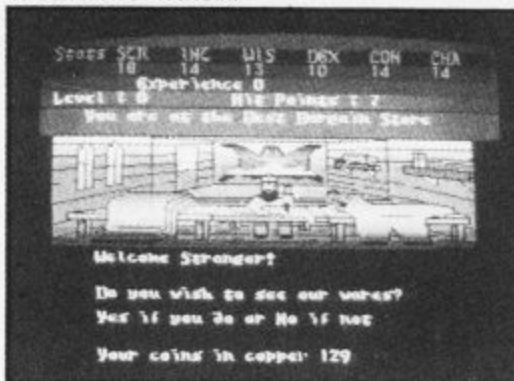 Stats STR INT WIS DEX CON CHA
18 14 13 10 14 14
Experience 0
Level : 0 Hit Points : 7
You are at the Best Bargain Store
Welcome Stranger!
Do you wish to see our wares?
Yes if you do or No if not
Your coins in copper 129